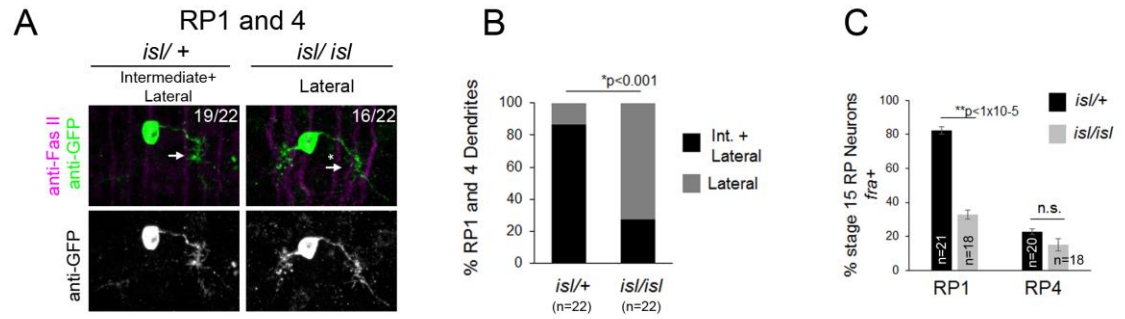 A
RP1 and 4
isl/ +
isl/ isl
Intermediate+
Lateral
Lateral
19/22
16/22
*
anti-Fas II
anti-GFP
anti-GFP
B
*p<0.001
% RP1 and 4 Dendrites
100
80
60
40
20
0
Int. +
Lateral
Lateral
isl/+
isl/isl
(n=22)
(n=22)
C
isl/+
isl/isl
**p<1x10-5
% stage 15 RP Neurons
fra+
100
80
60
40
20
0
n.s.
n=21
n=18
n=20
n=18
RP1
RP4